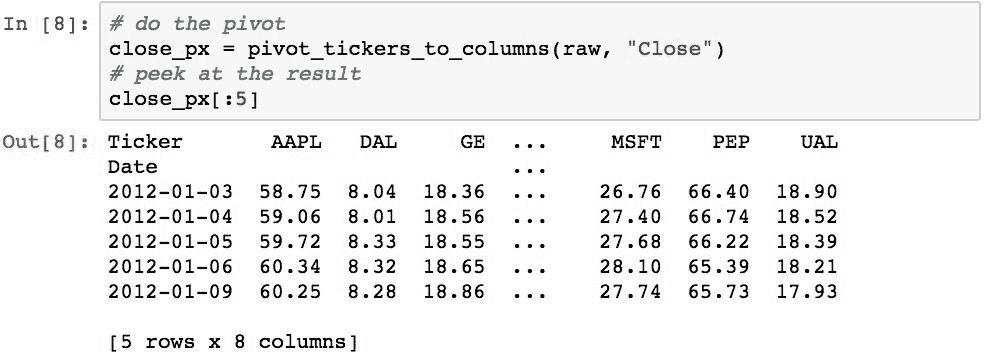 In [8]: # do the pivot
close_px = pivot_tickers_to_columns(raw, "Close")
# peek at the result
close_px[:5]
Out[8]: Ticker AAPL DAL GE ... MSFT PEP UAL
Date ...
2012-01-03 58.75 8.04 18.36 ... 26.76 66.40 18.90
2012-01-04 59.06 8.01 18.56 ... 27.40 66.74 18.52
2012-01-05 59.72 8.33 18.55 ... 27.68 66.22 18.39
2012-01-06 60.34 8.32 18.65 ... 28.10 65.39 18.21
2012-01-09 60.25 8.28 18.86 ... 27.74 65.73 17.93
[5 rows x 8 columns]